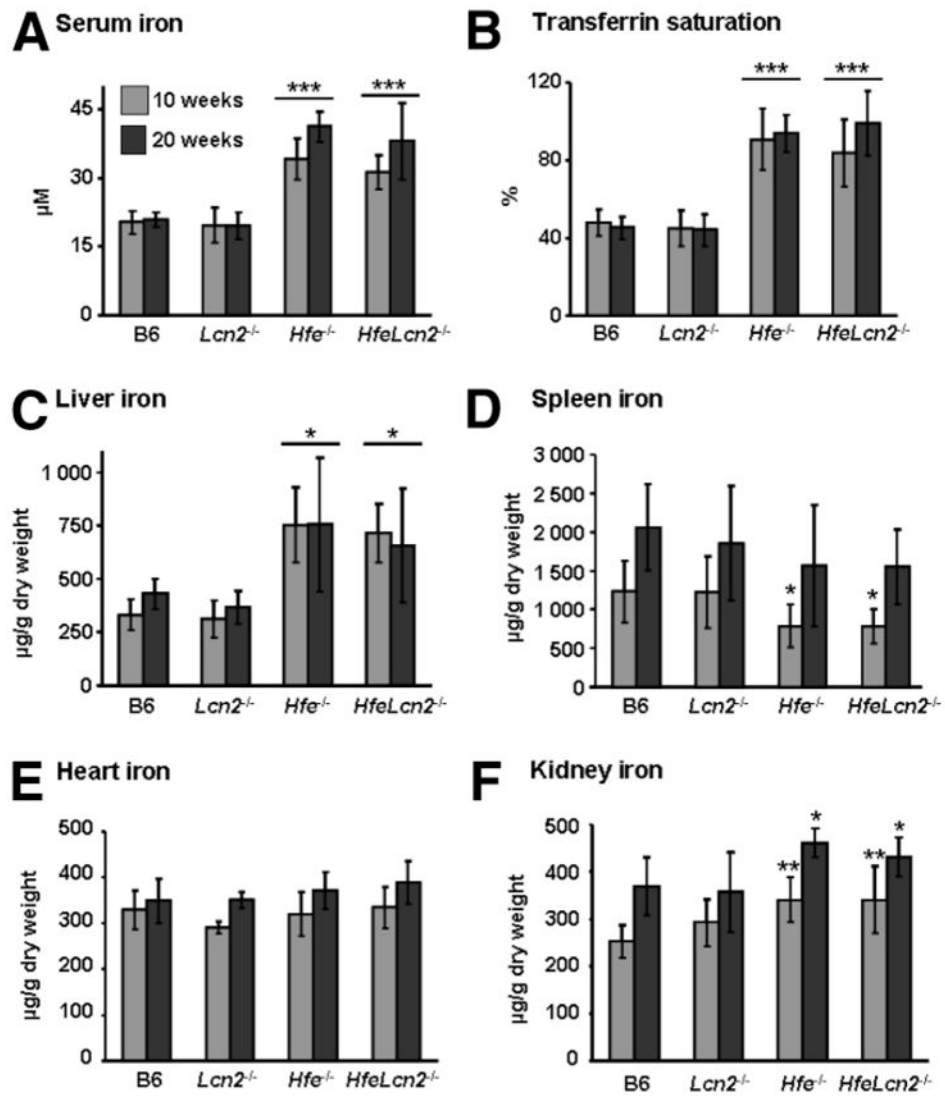 A Serum iron
10 weeks
20 weeks
*** ***
45
30
15
0
µM
B6 Lcn2-/- Hfe-/- HfeLcn2-/-
B Transferrin saturation
*** ***
120
80
40
0
%
B6 Lcn2-/- Hfe-/- HfeLcn2-/-
C Liver iron
* *
1 000
750
500
250
0
µg/g dry weight
B6 Lcn2-/- Hfe-/- HfeLcn2-/-
D Spleen iron
3 000
2 500
2 000
1 500
1 000
500
0
µg/g dry weight
* *
B6 Lcn2-/- Hfe-/- HfeLcn2-/-
E Heart iron
500
400
300
200
100
0
µg/g dry weight
B6 Lcn2-/- Hfe-/- HfeLcn2-/-
F Kidney iron
500
400
300
200
100
0
µg/g dry weight
** * ** *
B6 Lcn2-/- Hfe-/- HfeLcn2-/-